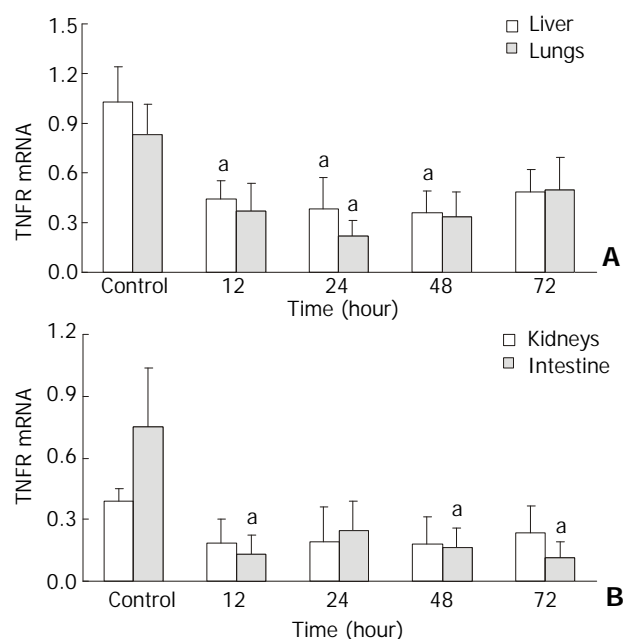 Liver
Lungs
1.5
1.2
0.9
0.6
0.3
0.0
TNFR mRNA
a
a
a
a
Control 12 24 48 72
Time (hour)
A
Kidneys
Intestine
1.2
0.9
0.6
0.3
0.0
TNFR mRNA
a
a
a
Control 12 24 48 72
Time (hour)
B